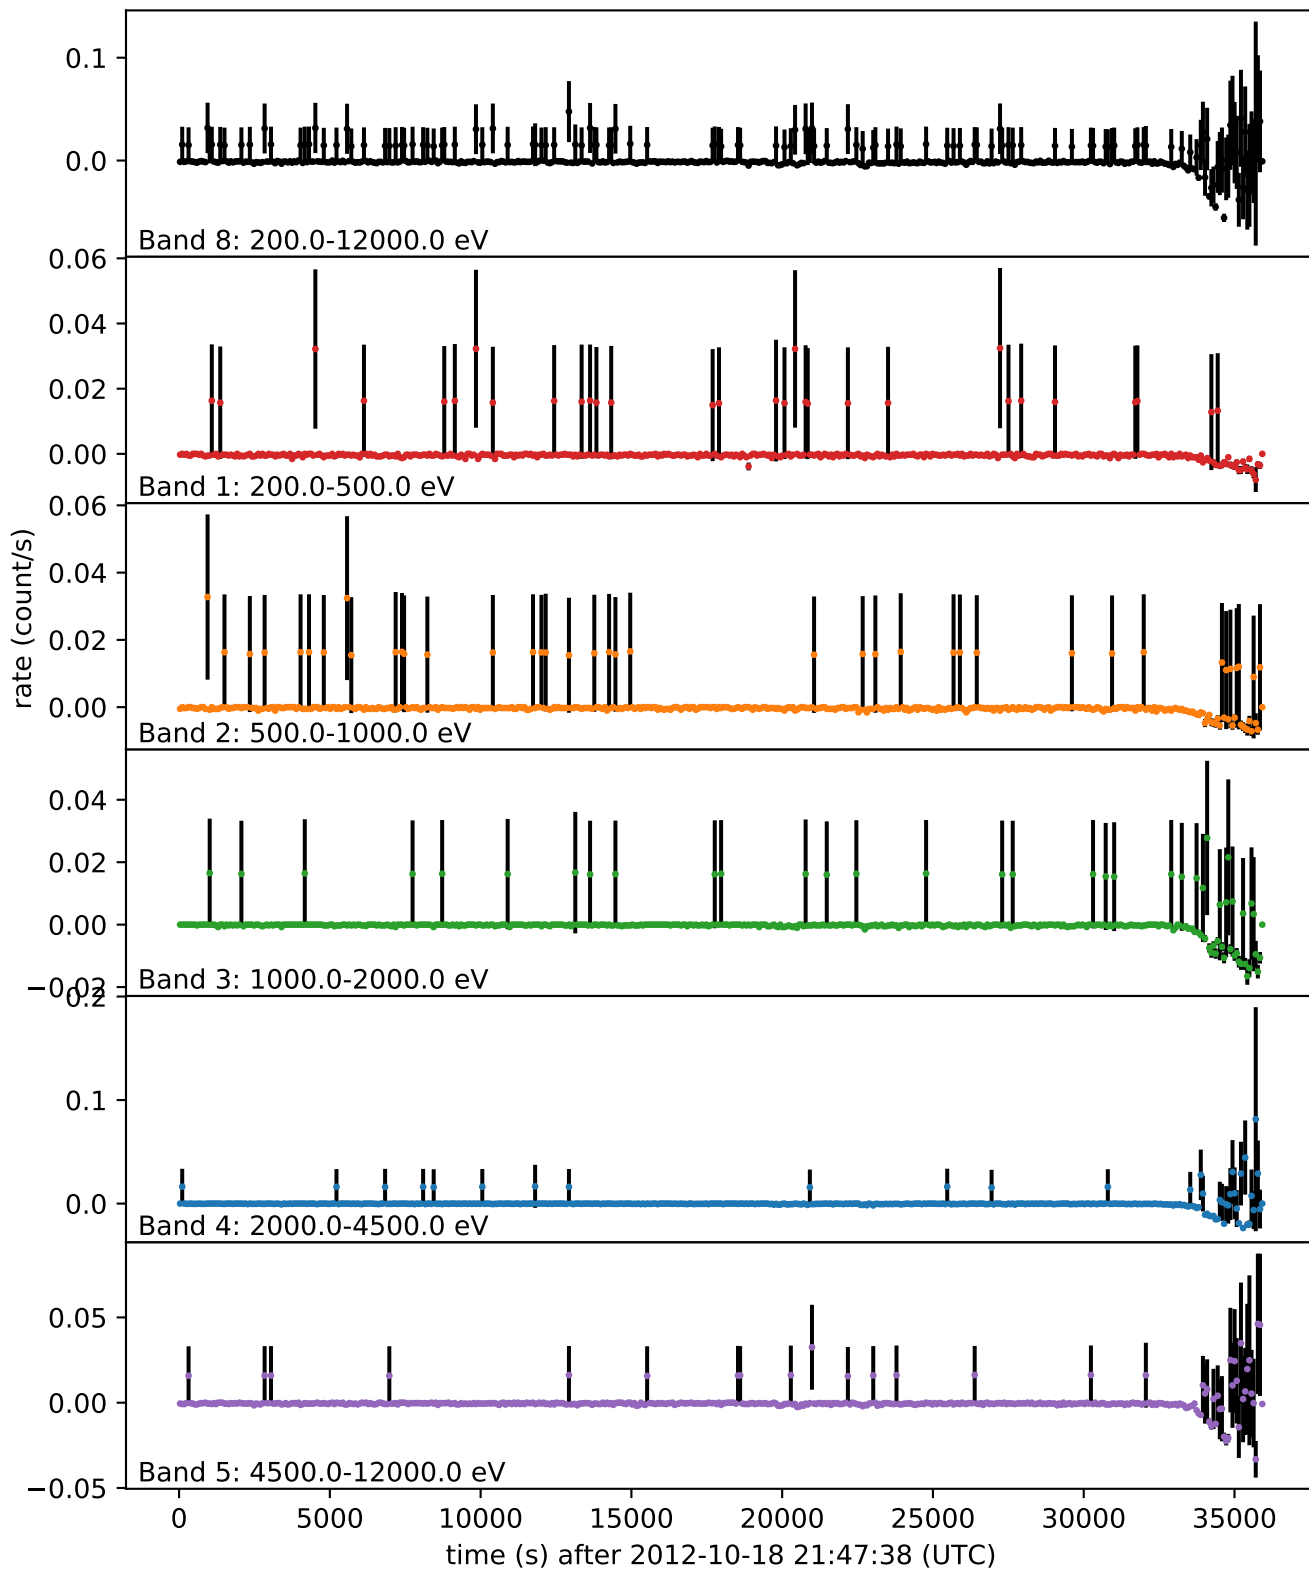 0.1
0.0
Band 8: 200.0-12000.0 eV
0.06
0.04
0.02
0.00
Band 1: 200.0-500.0 eV
0.06
0.04
0.02
0.00
Band 2: 500.0-1000.0 eV
rate (count/s)
0.04
0.02
0.00
−0.02
Band 3: 1000.0-2000.0 eV
0.2
0.1
0.0
Band 4: 2000.0-4500.0 eV
0.05
0.00
−0.05
Band 5: 4500.0-12000.0 eV
0 5000 10000 15000 20000 25000 30000 35000
time (s) after 2012-10-18 21:47:38 (UTC)